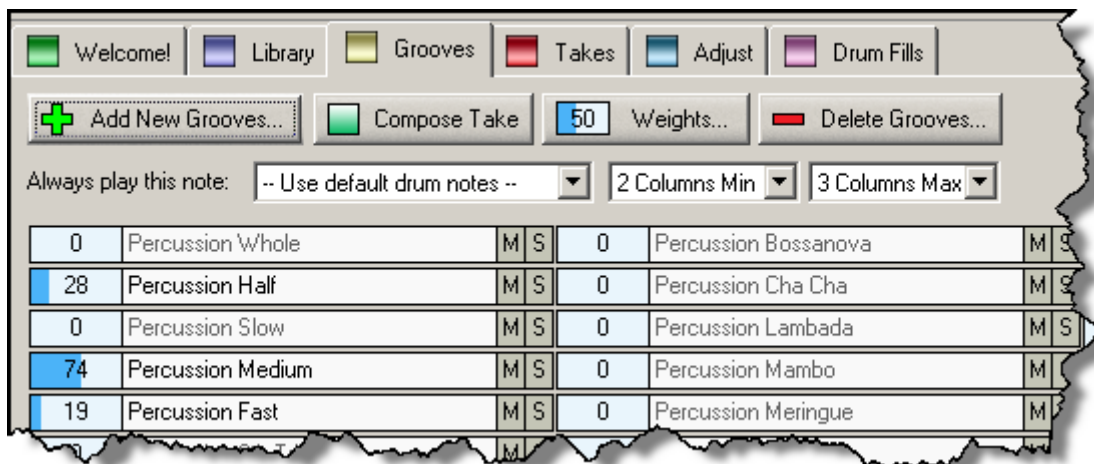 Welcome! Library Grooves Takes Adjust Drum Fills
Add New Grooves... Compose Take 50 Weights... Delete Grooves...
Always play this note: -- Use default drum notes -- 2 Columns Min 3 Columns Max
0 Percussion Whole M S 0 Percussion Bossanova M S
28 Percussion Half M S 0 Percussion Cha Cha M S
0 Percussion Slow M S 0 Percussion Lambada M S
74 Percussion Medium M S 0 Percussion Mambo M
19 Percussion Fast M S 0 Percussion Meringue M
M